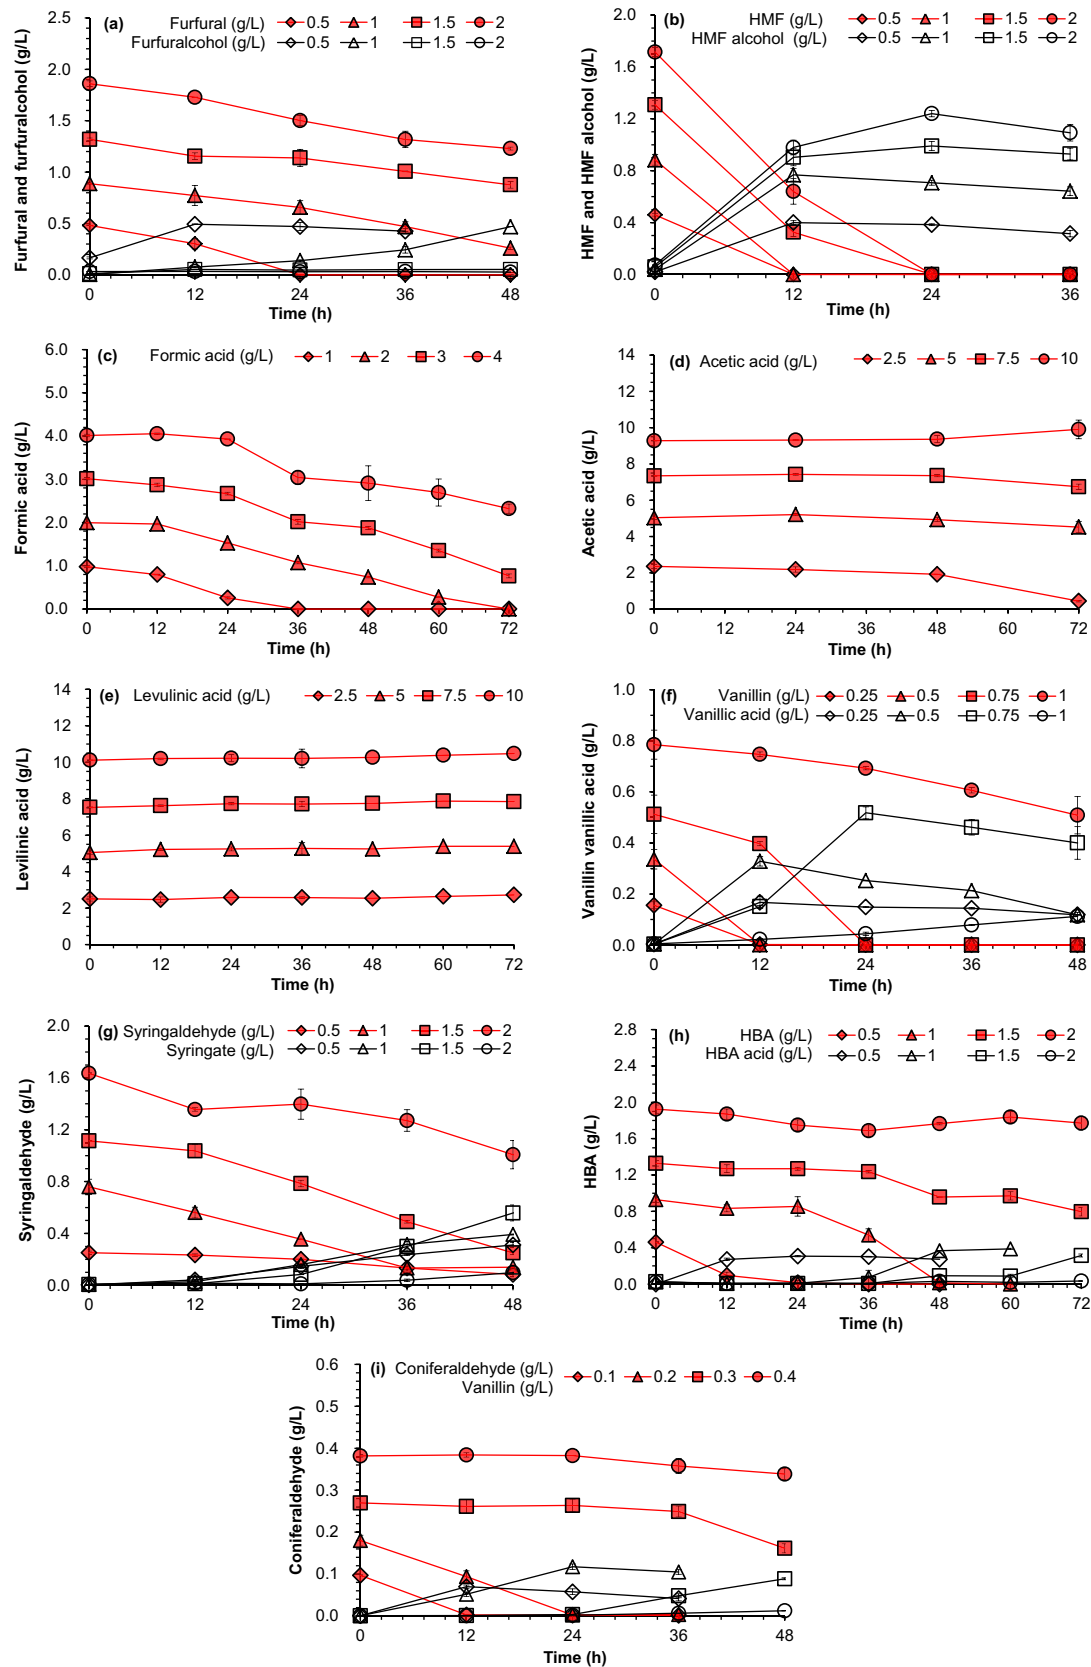 (a) Furfural (g/L) 0.5 1 1.5 2
Furfuralcohol (g/L) 0.5 1 1.5 2
Furfural and furfuralcohol (g/L)
2.5
2.0
1.5
1.0
0.5
0.0
0 12 24 36 48
Time (h)
(b) HMF (g/L) 0.5 1 1.5 2
HMF alcohol (g/L) 0.5 1 1.5 2
HMF and HMF alcohol (g/L)
2.0
1.6
1.2
0.8
0.4
0.0
0 12 24 36
Time (h)
(c) Formic acid (g/L) 1 2 3 4
Formic acid (g/L)
6.0
5.0
4.0
3.0
2.0
1.0
0.0
0 12 24 36 48 60 72
Time (h)
(d) Acetic acid (g/L) 2.5 5 7.5 10
Acetic acid (g/L)
14
12
10
8
6
4
2
0
0 12 24 36 48 60 72
Time (h)
(e) Levulinic acid (g/L) 2.5 5 7.5 10
Levilinic acid (g/L)
14
12
10
8
6
4
2
0
0 12 24 36 48 60 72
Time (h)
(f) Vanillin (g/L) 0.25 0.5 0.75 1
Vanillic acid (g/L) 0.25 0.5 0.75 1
Vanillin vanillic acid (g/L)
1.0
0.8
0.6
0.4
0.2
0.0
0 12 24 36 48
Time (h)
(g) Syringaldehyde (g/L) 0.5 1 1.5 2
Syringate (g/L) 0.5 1 1.5 2
Syringaldehyde (g/L)
2.0
1.6
1.2
0.8
0.4
0.0
0 12 24 36 48
Time (h)
(h) HBA (g/L) 0.5 1 1.5 2
HBA acid (g/L) 0.5 1 1.5 2
HBA (g/L)
2.8
2.4
2.0
1.6
1.2
0.8
0.4
0.0
0 12 24 36 48 60 72
Time (h)
(i) Coniferaldehyde (g/L) 0.1 0.2 0.3 0.4
Vanillin (g/L)
Coniferaldehyde (g/L)
0.6
0.5
0.4
0.3
0.2
0.1
0.0
0 12 24 36 48
Time (h)